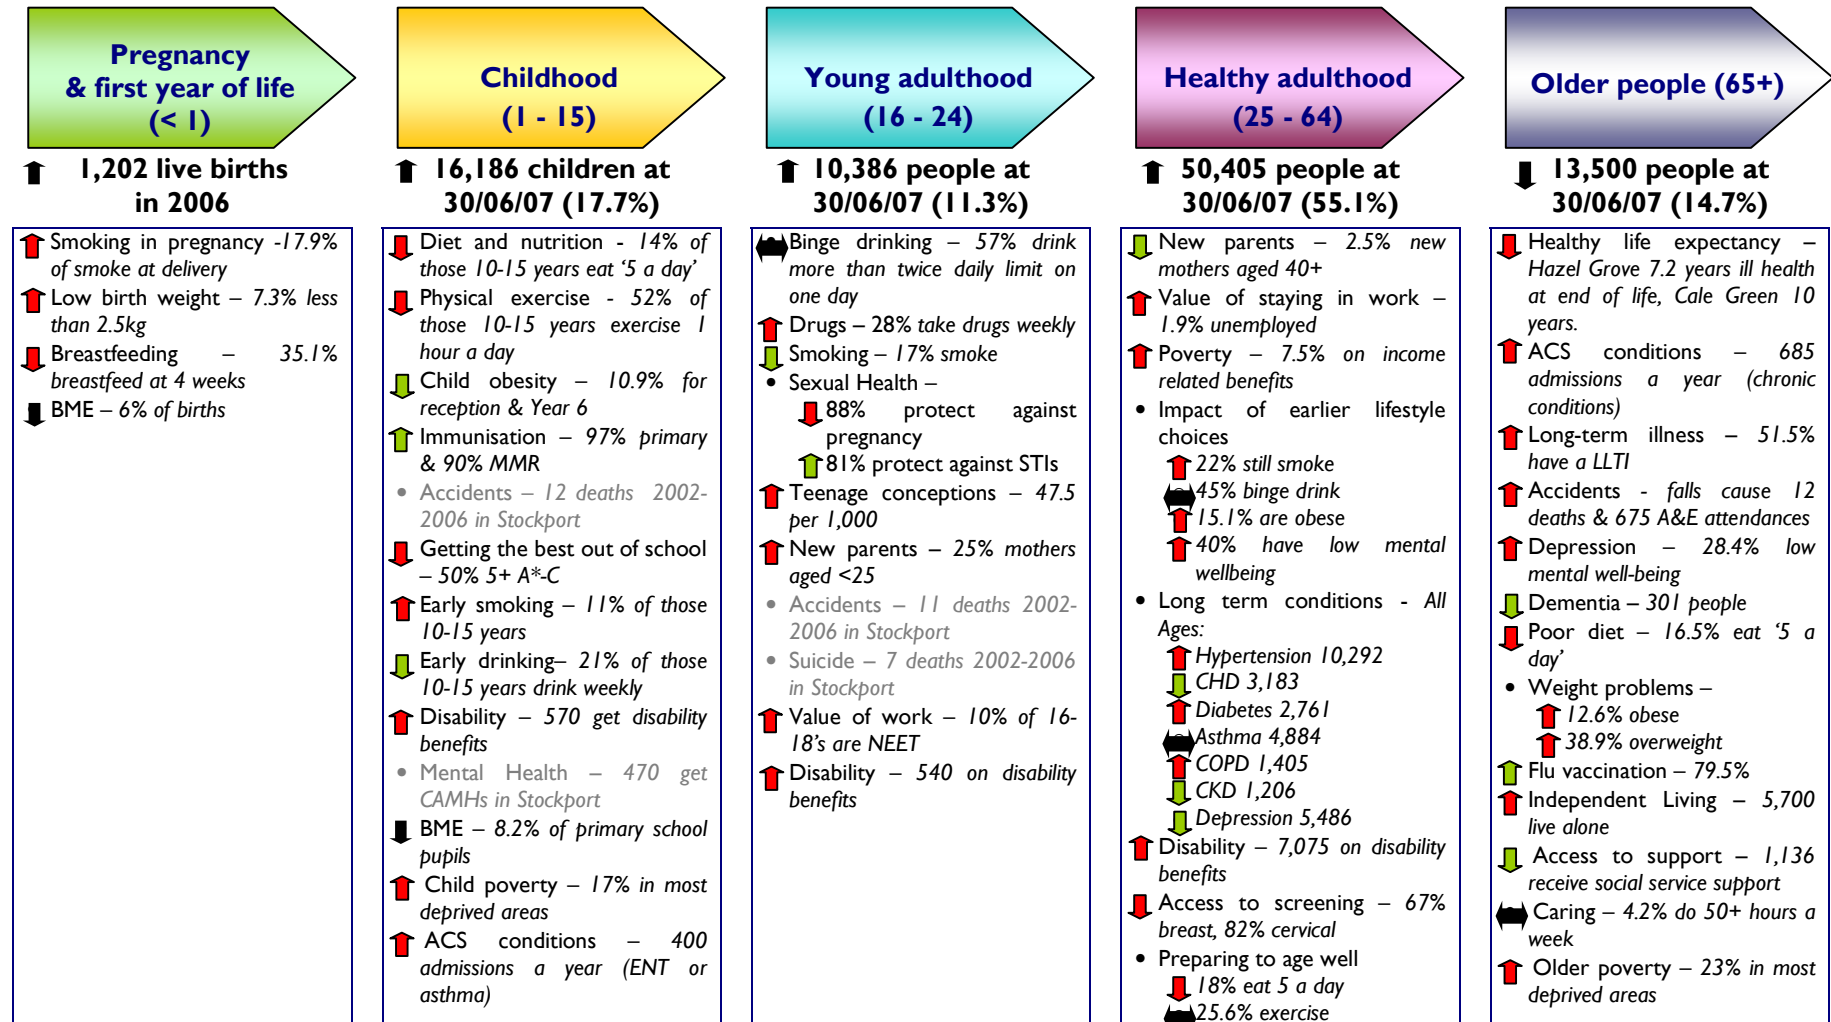 Pregnancy
& first year of life
(< 1)
1,202 live births
in 2006
Smoking in pregnancy -17.9%
of smoke at delivery
Low birth weight – 7.3% less
than 2.5kg
Breastfeeding – 35.1%
breastfeed at 4 weeks
BME – 6% of births
Childhood
(1 - 15)
16,186 children at
30/06/07 (17.7%)
Diet and nutrition - 14% of
those 10-15 years eat ‘5 a day’
Physical exercise - 52% of
those 10-15 years exercise 1
hour a day
Child obesity – 10.9% for
reception & Year 6
Immunisation – 97% primary
& 90% MMR
• Accidents – 12 deaths 2002-
2006 in Stockport
Getting the best out of school
– 50% 5+ A*-C
Early smoking – 11% of those
10-15 years
Early drinking– 21% of those
10-15 years drink weekly
Disability – 570 get disability
benefits
• Mental Health – 470 get
CAMHs in Stockport
BME – 8.2% of primary school
pupils
Child poverty – 17% in most
deprived areas
ACS conditions – 400
admissions a year (ENT or
asthma)
Young adulthood
(16 - 24)
10,386 people at
30/06/07 (11.3%)
Binge drinking – 57% drink
more than twice daily limit on
one day
Drugs – 28% take drugs weekly
Smoking – 17% smoke
• Sexual Health –
88% protect against
pregnancy
81% protect against STIs
Teenage conceptions – 47.5
per 1,000
New parents – 25% mothers
aged <25
• Accidents – 11 deaths 2002-
2006 in Stockport
• Suicide – 7 deaths 2002-2006
in Stockport
Value of work – 10% of 16-
18’s are NEET
Disability – 540 on disability
benefits
Healthy adulthood
(25 - 64)
50,405 people at
30/06/07 (55.1%)
New parents – 2.5% new
mothers aged 40+
Value of staying in work –
1.9% unemployed
Poverty – 7.5% on income
related benefits
• Impact of earlier lifestyle
choices
22% still smoke
45% binge drink
15.1% are obese
40% have low mental
wellbeing
• Long term conditions - All
Ages:
Hypertension 10,292
CHD 3,183
Diabetes 2,761
Asthma 4,884
COPD 1,405
CKD 1,206
Depression 5,486
Disability – 7,075 on disability
benefits
Access to screening – 67%
breast, 82% cervical
• Preparing to age well
18% eat 5 a day
25.6% exercise
Older people (65+)
13,500 people at
30/06/07 (14.7%)
Healthy life expectancy –
Hazel Grove 7.2 years ill health
at end of life, Cale Green 10
years.
ACS conditions – 685
admissions a year (chronic
conditions)
Long-term illness – 51.5%
have a LLTI
Accidents - falls cause 12
deaths & 675 A&E attendances
Depression – 28.4% low
mental well-being
Dementia – 301 people
Poor diet – 16.5% eat ‘5 a
day’
• Weight problems –
12.6% obese
38.9% overweight
Flu vaccination – 79.5%
Independent Living – 5,700
live alone
Access to support – 1,136
receive social service support
Caring – 4.2% do 50+ hours a
week
Older poverty – 23% in most
deprived areas